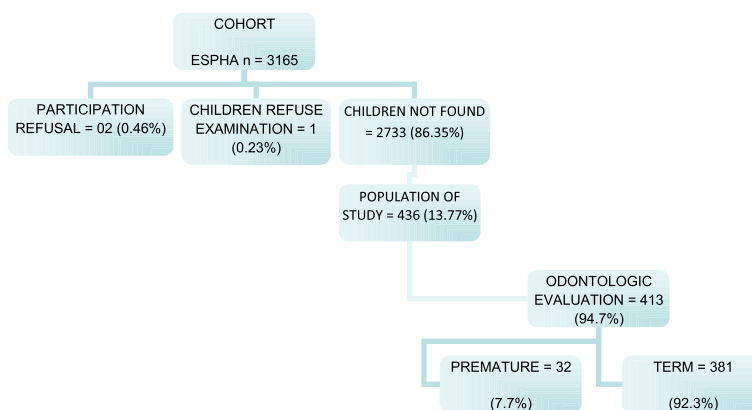 COHORT
ESPHA n = 3165
PARTICIPATION
REFUSAL = 02 (0.46%)
CHILDREN REFUSE
EXAMINATION = 1
(0.23%)
CHILDREN NOT FOUND
= 2733 (86.35%)
POPULATION OF
STUDY = 436 (13.77%)
ODONTOLOGIC
EVALUATION = 413
(94.7%)
PREMATURE = 32
(7.7%)
TERM = 381
(92.3%)